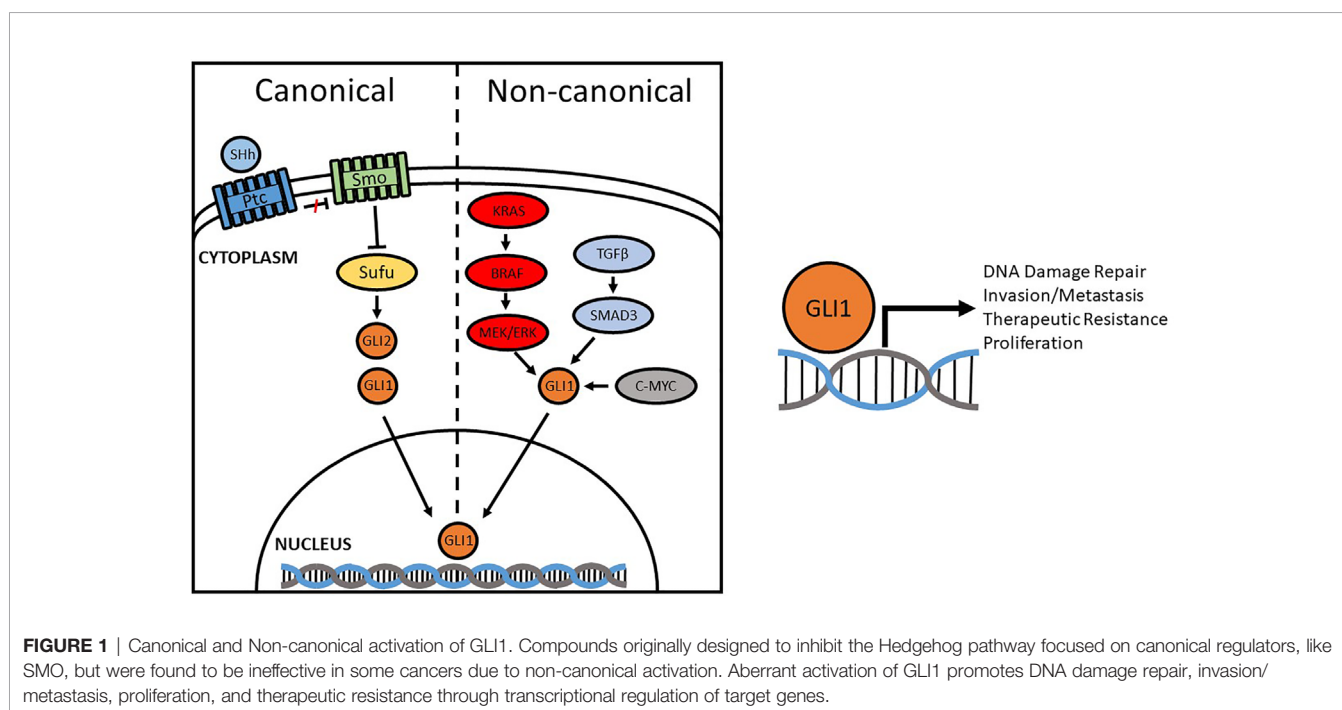 Canonical
Non-canonical
SHh
Ptc
Smo
CYTOPLASM
Sufu
GLI2
GLI1
KRAS
BRAF
MEK/ERK
TGFβ
SMAD3
GLI1
C-MYC
NUCLEUS
GLI1
GLI1
DNA Damage Repair
Invasion/Metastasis
Therapeutic Resistance
Proliferation
FIGURE 1 | Canonical and Non-canonical activation of GLI1. Compounds originally designed to inhibit the Hedgehog pathway focused on canonical regulators, like
SMO, but were found to be ineffective in some cancers due to non-canonical activation. Aberrant activation of GLI1 promotes DNA damage repair, invasion/
metastasis, proliferation, and therapeutic resistance through transcriptional regulation of target genes.